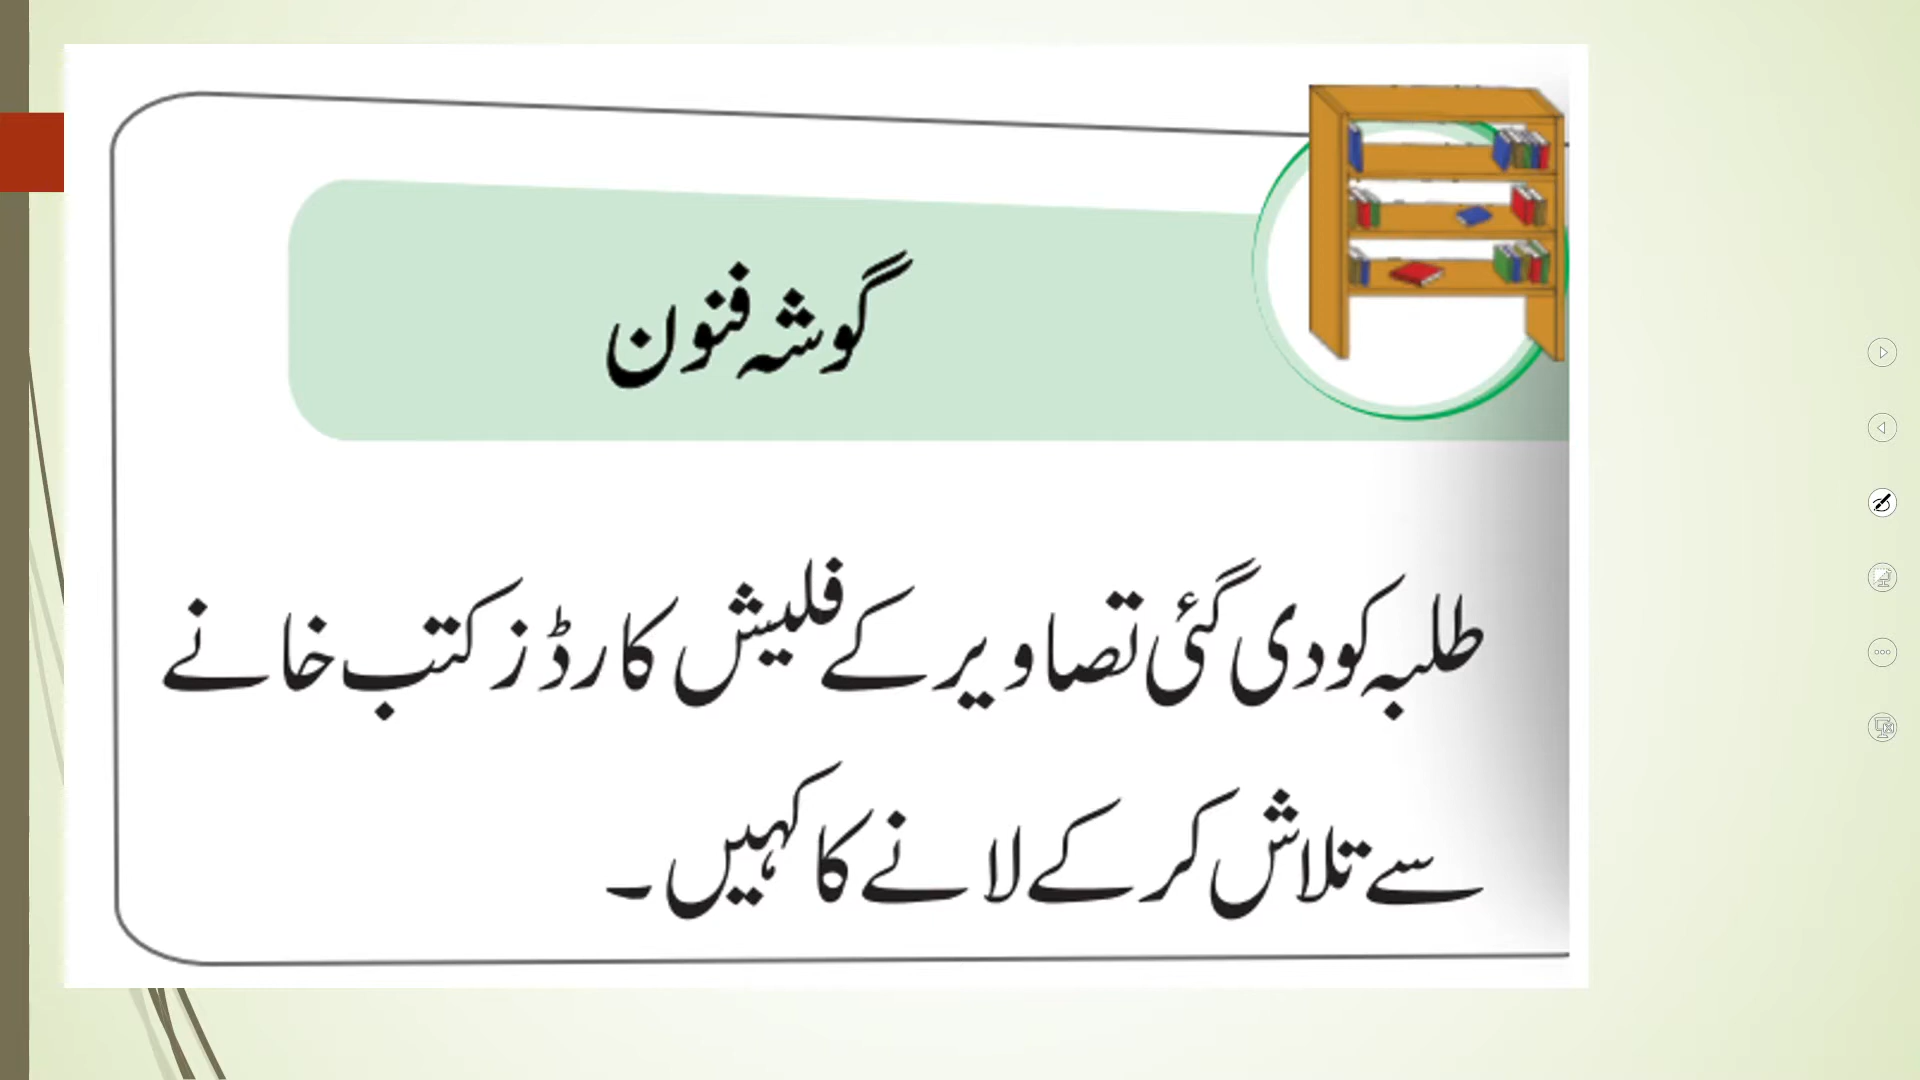 گوشہ فنون
طلبہ کو دی گئی تصاویر کے فلیش کارڈز کتب خانے
سے تلاش کر کے لانے کا کہیں۔